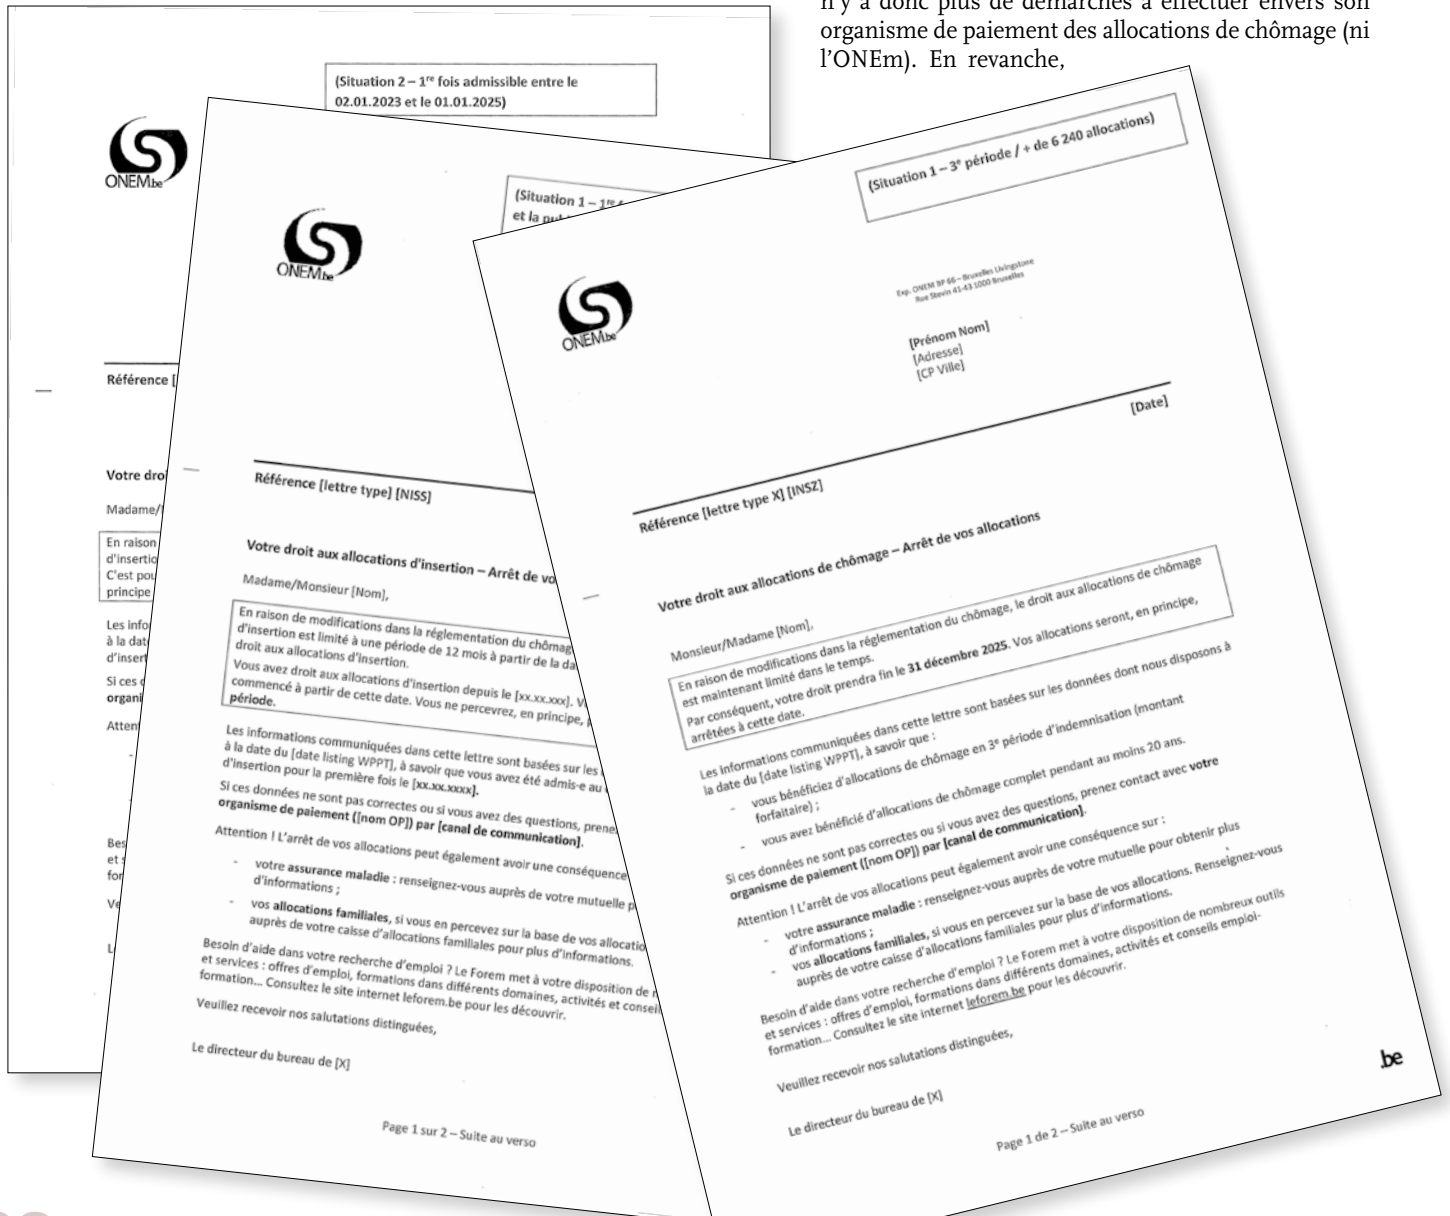 n'y a donc plus de démarches à effectuer envers son
organisme de paiement des allocations de chômage (ni
l'ONEm). En revanche,
(Situation 2 – 1re fois admissible entre le
02.01.2023 et le 01.01.2025)
ONEM.be
Référence [
Votre droi
Madame/
En raison
d'insertio
C'est pou
principe
Les info
à la dat
d'insert
Si ces
organi
Atten
-
Bes
et
for
Ve
L
(Situation 1 – 1re
et la
ONEM.be
Référence [lettre type] [NISS]
Votre droit aux allocations d'insertion – Arrêt de vo
Madame/Monsieur [Nom],
En raison de modifications dans la réglementation du chômag
d'insertion est limité à une période de 12 mois à partir de la da
droit aux allocations d'insertion.
Vous avez droit aux allocations d'insertion depuis le [xx.xx.xxx]. V
commencé à partir de cette date. Vous ne percevrez, en principe,
période.
Les informations communiquées dans cette lettre sont basées sur les
à la date du [date listing WPPT], à savoir que vous avez été admis·e au
d'insertion pour la première fois le [xx.xx.xxxx].
Si ces données ne sont pas correctes ou si vous avez des questions, prene
organisme de paiement ([nom OP]) par [canal de communication].
Attention ! L'arrêt de vos allocations peut également avoir une conséquence
- votre assurance maladie : renseignez-vous auprès de votre mutuelle p
d'informations ;
- vos allocations familiales, si vous en percevez sur la base de vos allocatio
auprès de votre caisse d'allocations familiales pour plus d'informations.
Besoin d'aide dans votre recherche d'emploi ? Le Forem met à votre disposition de
et services : offres d'emploi, formations dans différents domaines, activités et conseil
formation... Consultez le site internet leforem.be pour les découvrir.
Veuillez recevoir nos salutations distinguées,
Le directeur du bureau de [X]
Page 1 sur 2 – Suite au verso
(Situation 1 – 3e période / + de 6 240 allocations)
ONEM.be
Exp. ONEM BP 66 – Bruxelles Livingstone
Rue Stevin 41-43 1000 Bruxelles
[Prénom Nom]
[Adresse]
[CP Ville]
[Date]
Référence [lettre type X] [INSZ]
Votre droit aux allocations de chômage – Arrêt de vos allocations
Monsieur/Madame [Nom],
En raison de modifications dans la réglementation du chômage, le droit aux allocations de chômage
est maintenant limité dans le temps.
Par conséquent, votre droit prendra fin le 31 décembre 2025. Vos allocations seront, en principe,
arrêtées à cette date.
Les informations communiquées dans cette lettre sont basées sur les données dont nous disposons à
la date du [date listing WPPT], à savoir que :
- vous bénéficiez d'allocations de chômage en 3e période d'indemnisation (montant
forfaitaire) ;
- vous avez bénéficié d'allocations de chômage complet pendant au moins 20 ans.
Si ces données ne sont pas correctes ou si vous avez des questions, prenez contact avec votre
organisme de paiement ([nom OP]) par [canal de communication].
Attention ! L'arrêt de vos allocations peut également avoir une conséquence sur :
- votre assurance maladie : renseignez-vous auprès de votre mutuelle pour obtenir plus
d'informations ;
- vos allocations familiales, si vous en percevez sur la base de vos allocations. Renseignez-vous
auprès de votre caisse d'allocations familiales pour plus d'informations.
Besoin d'aide dans votre recherche d'emploi ? Le Forem met à votre disposition de nombreux outils
et services : offres d'emploi, formations dans différents domaines, activités et conseils emploi-
formation... Consultez le site internet leforem.be pour les découvrir.
Veuillez recevoir nos salutations distinguées,
Le directeur du bureau de [X]
Page 1 de 2 – Suite au verso
.be